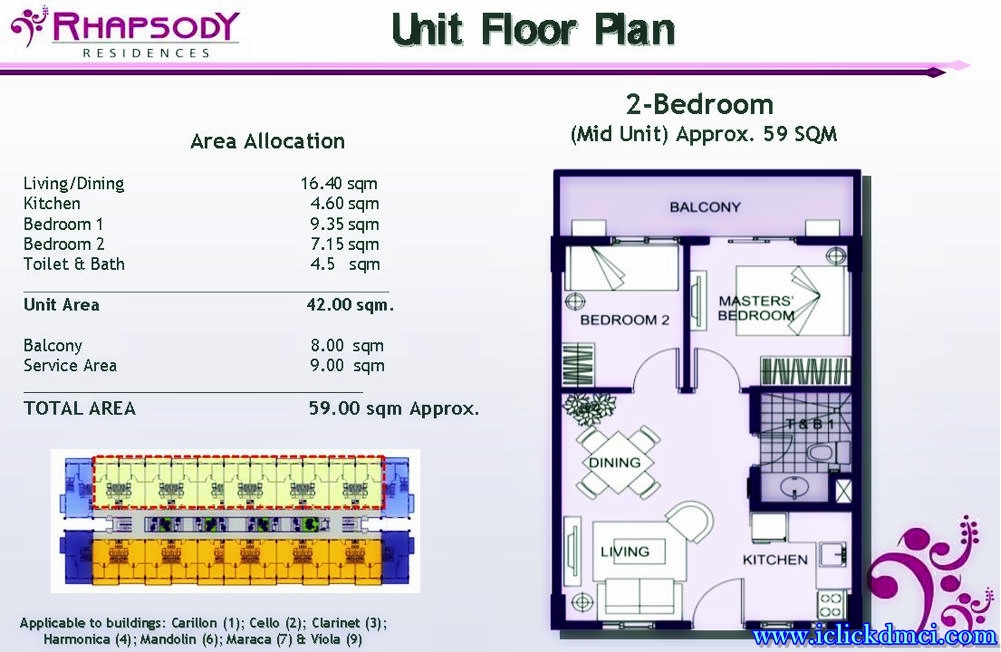 RHAPSODY
RESIDENCES
Unit Floor Plan
2-Bedroom
(Mid Unit) Approx. 59 SQM
Area Allocation
Living/Dining 16.40 sqm
Kitchen 4.60 sqm
Bedroom 1 9.35 sqm
Bedroom 2 7.15 sqm
Toilet & Bath 4.5 sqm
Unit Area 42.00 sqm.
Balcony 8.00 sqm
Service Area 9.00 sqm
TOTAL AREA 59.00 sqm Approx.
Applicable to buildings: Carillon (1); Cello (2); Clarinet (3);
Harmonica (4); Mandolin (6); Maraca (7) & Viola (9)
BALCONY
BEDROOM 2
MASTERS'
BEDROOM
T & B 1
DINING
LIVING
KITCHEN
www.iclickdmci.com